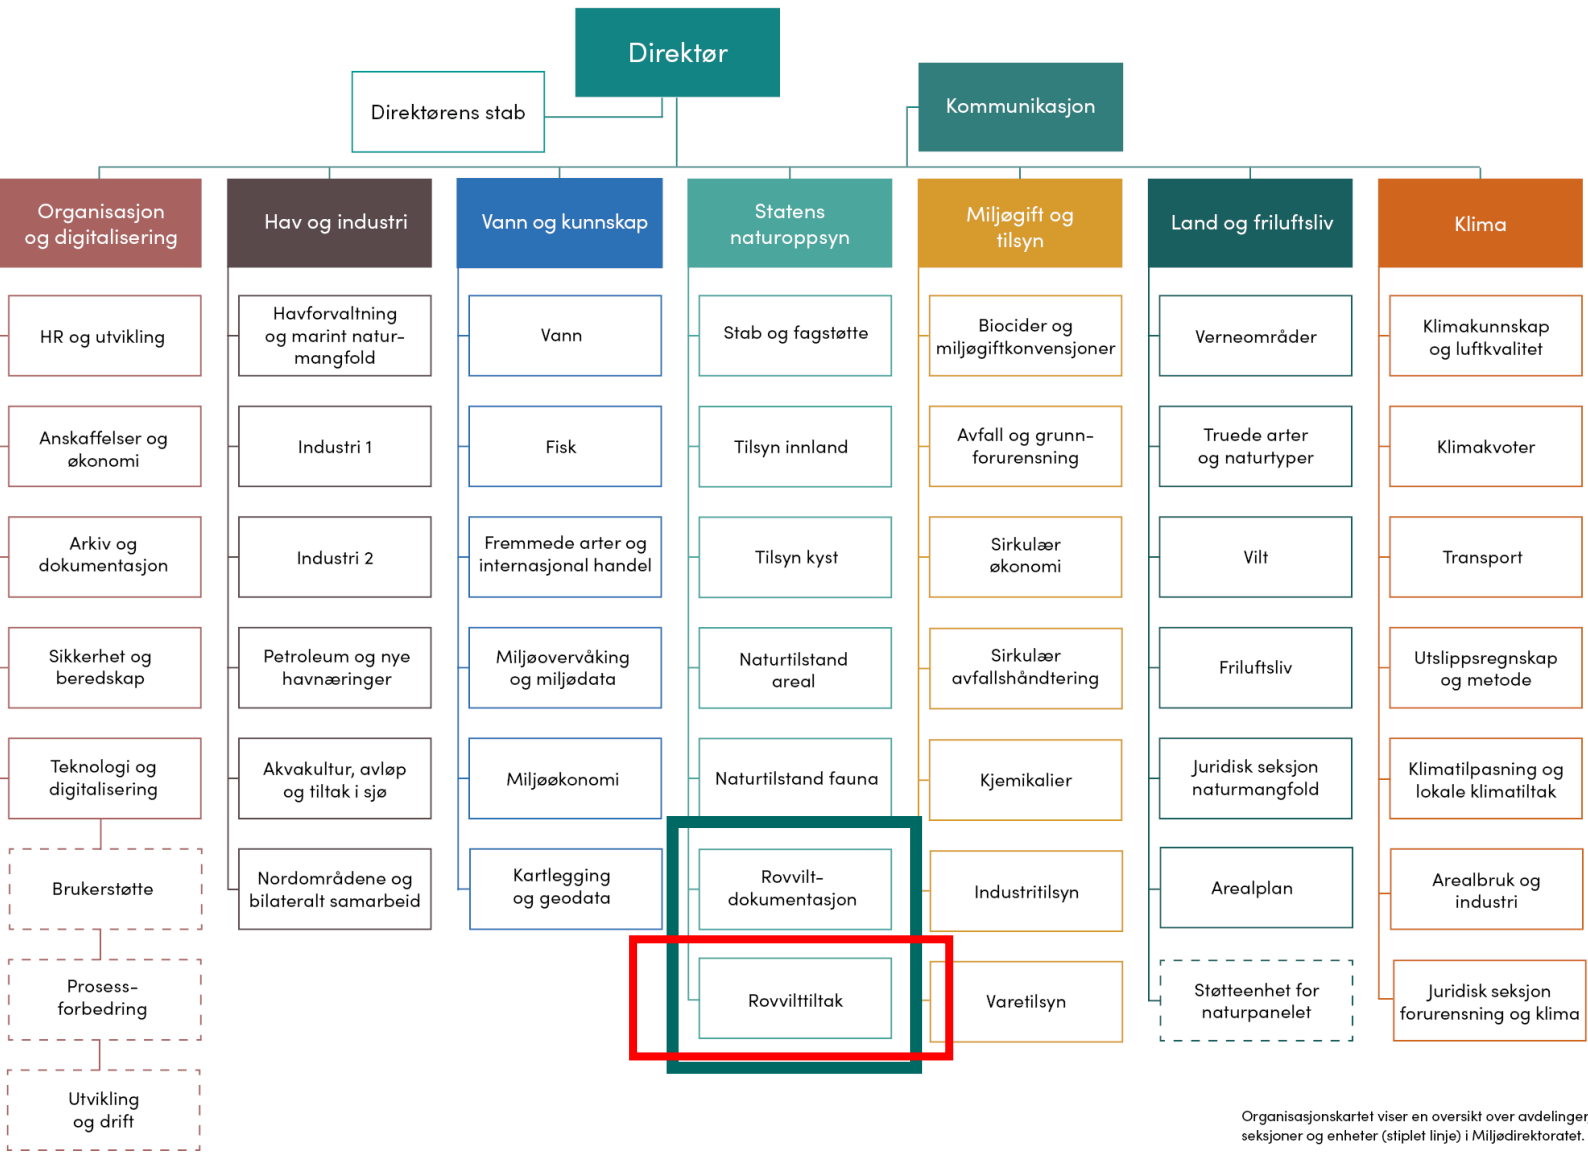 Direktør
Direktørens stab
Kommunikasjon
Organisasjon
og digitalisering
HR og utvikling
Anskaffelser og
økonomi
Arkiv og
dokumentasjon
Sikkerhet og
beredskap
Teknologi og
digitalisering
Brukerstøtte
Prosess-
forbedring
Utvikling
og drift
Hav og industri
Havforvaltning
og marint natur-
mangfold
Industri 1
Industri 2
Petroleum og nye
havnæringer
Akvakultur, avløp
og tiltak i sjø
Nordområdene og
bilateralt samarbeid
Vann og kunnskap
Vann
Fisk
Fremmede arter og
internasjonal handel
Miljøovervåking
og miljødata
Miljøøkonomi
Kartlegging
og geodata
Statens
naturoppsyn
Stab og fagstøtte
Tilsyn innland
Tilsyn kyst
Naturtilstand
areal
Naturtilstand fauna
Rovvilt-
dokumentasjon
Rovvilttiltak
Miljøgift og
tilsyn
Biocider og
miljøgiftkonvensjoner
Avfall og grunn-
forurensning
Sirkulær
økonomi
Sirkulær
avfallshåndtering
Kjemikalier
Industritilsyn
Varetilsyn
Land og friluftsliv
Verneområder
Truede arter
og naturtyper
Vilt
Friluftsliv
Juridisk seksjon
naturmangfold
Arealplan
Støtteenhet for
naturpanelet
Klima
Klimakunnskap
og luftkvalitet
Klimakvoter
Transport
Utslippsregnskap
og metode
Klimatilpasning og
lokale klimatiltak
Arealbruk og
industri
Juridisk seksjon
forurensning og klima
Organisasjonskartet viser en oversikt over avdelinger,
seksjoner og enheter (stiplet linje) i Miljødirektoratet.